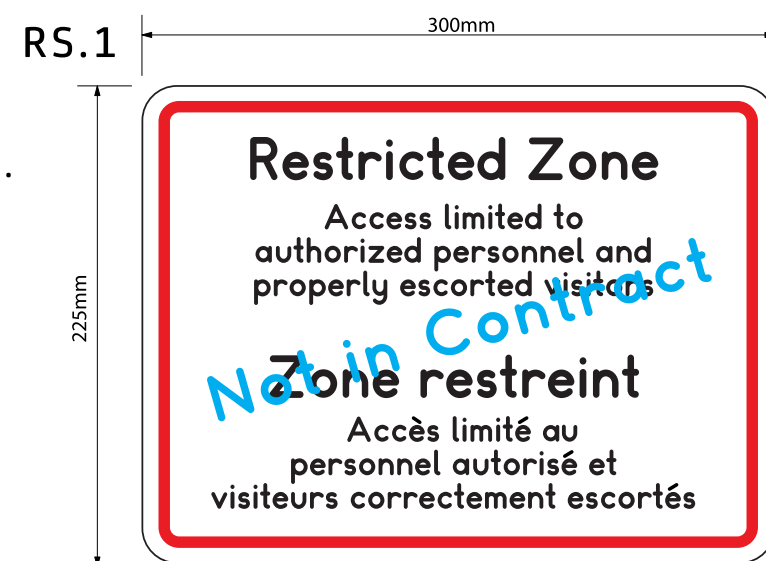 RS.1
300mm
225mm
Restricted Zone
Access limited to
authorized personnel and
properly escorted visitors
Not in Contract
Zone restreint
Accès limité au
personnel autorisé et
visiteurs correctement escortés